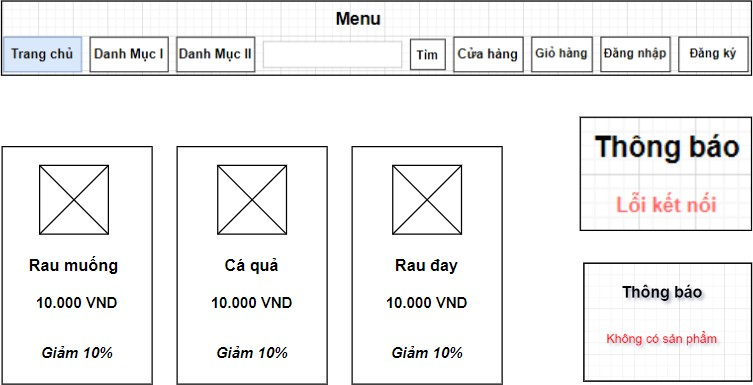 Menu
Trang chủ
Danh Mục I
Danh Mục II
Tìm
Cửa hàng
Giỏ hàng
Đăng nhập
Đăng ký
Rau muống
10.000 VND
Giảm 10%
Cá quả
10.000 VND
Giảm 10%
Rau đay
10.000 VND
Giảm 10%
Thông báo
Lỗi kết nối
Thông báo
Không có sản phẩm